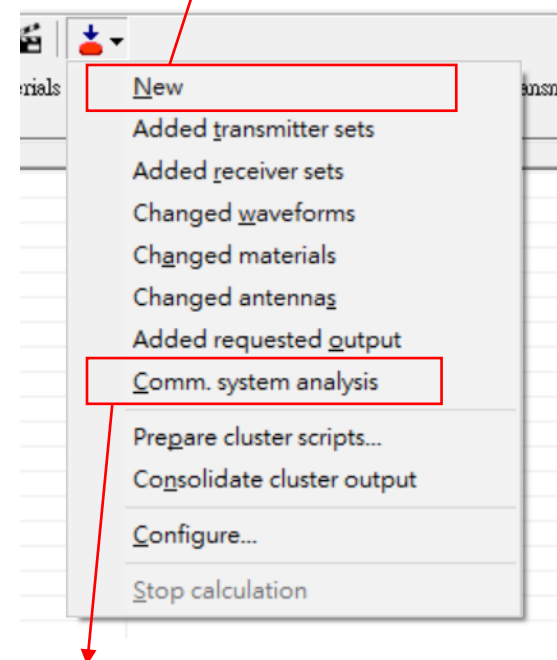 New
Added transmitter sets
Added receiver sets
Changed waveforms
Changed materials
Changed antennas
Added requested output
Comm. system analysis
Prepare cluster scripts...
Consolidate cluster output
Configure...
Stop calculation